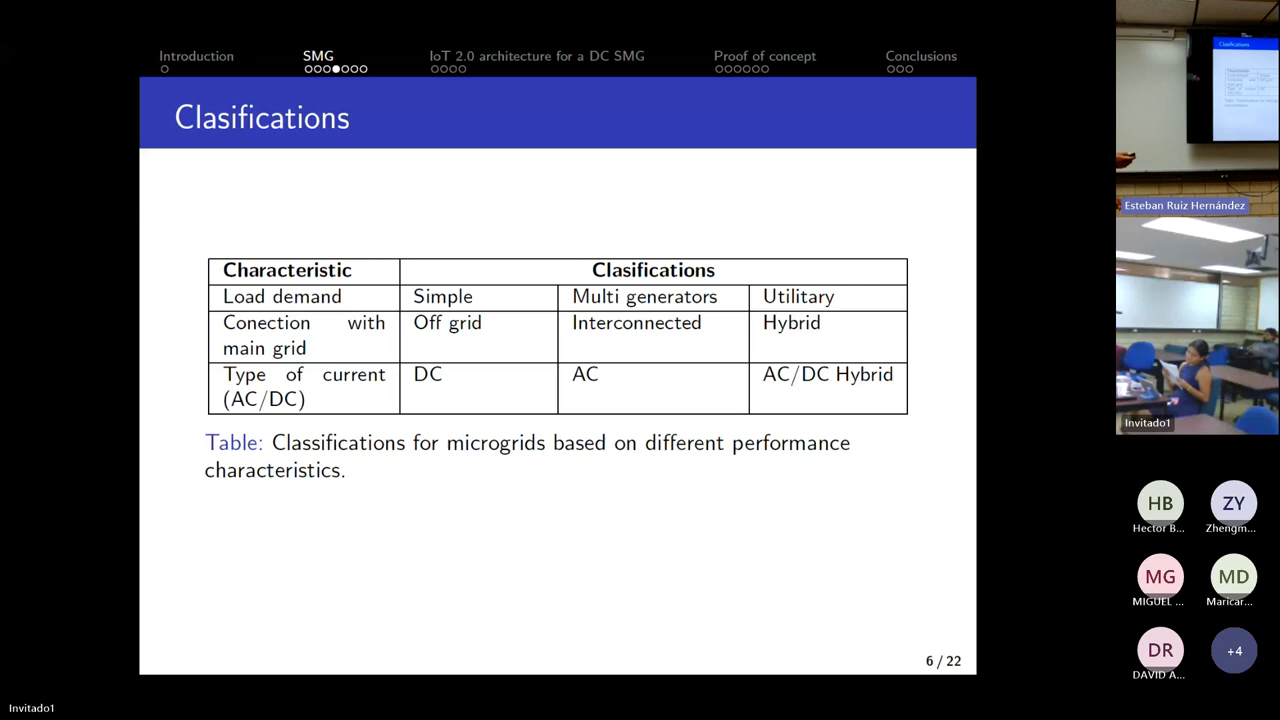 Introduction SMG IoT 2.0 architecture for a DC SMG Proof of concept Conclusions
Clasifications
Characteristic Clasifications
Load demand Simple Multi generators Utilitary
Conection with main grid Off grid Interconnected Hybrid
Type of current (AC/DC) DC AC AC/DC Hybrid
Table: Classifications for microgrids based on different performance
characteristics.
6 / 22
Clasifications
Esteban Ruiz Hernández
Invitado1
HB ZY
Hector B... Zhengm...
MG MD
MIGUEL ... Maricar...
DR +4
DAVID A...
Invitado1